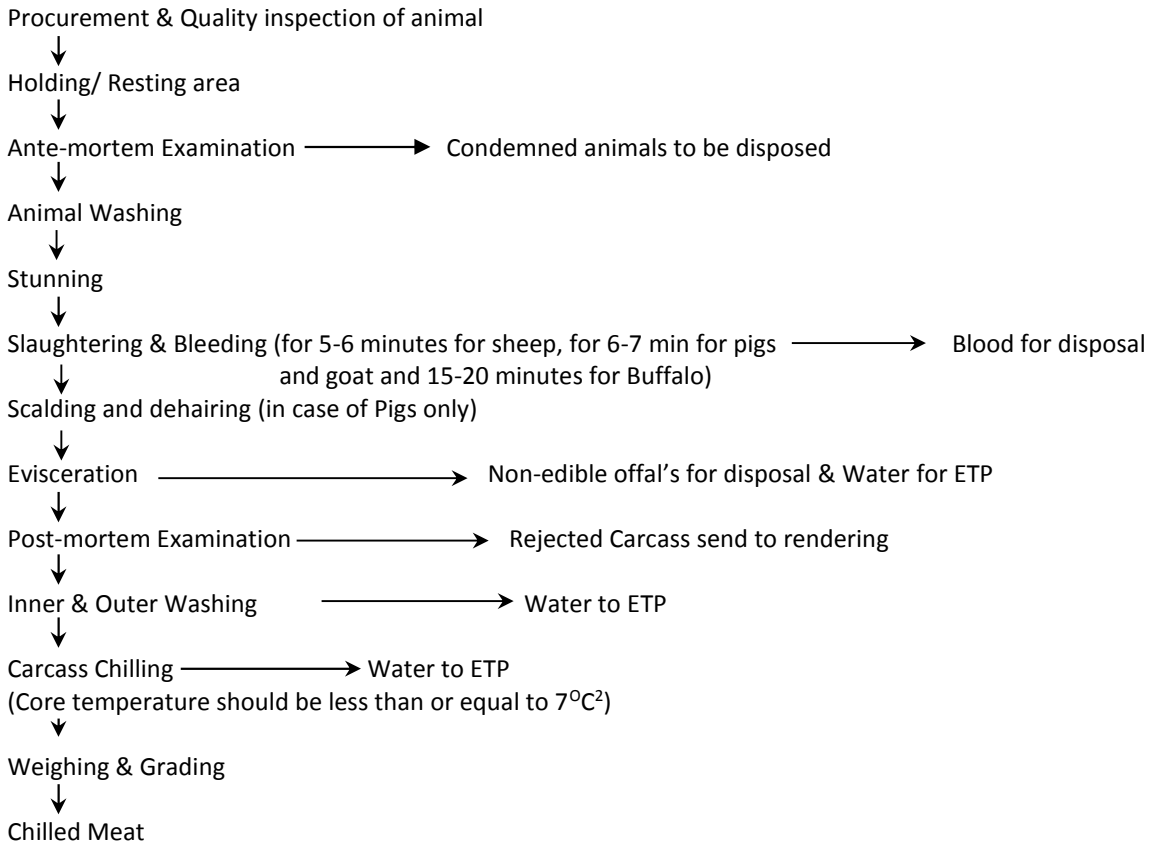 Procurement & Quality inspection of animal
Holding/ Resting area
Ante-mortem Examination Condemned animals to be disposed
Animal Washing
Stunning
Slaughtering & Bleeding (for 5-6 minutes for sheep, for 6-7 min for pigs Blood for disposal
and goat and 15-20 minutes for Buffalo)
Scalding and dehairing (in case of Pigs only)
Evisceration Non-edible offal's for disposal & Water for ETP
Post-mortem Examination Rejected Carcass send to rendering
Inner & Outer Washing Water to ETP
Carcass Chilling Water to ETP
(Core temperature should be less than or equal to 7ᴼC²)
Weighing & Grading
Chilled Meat